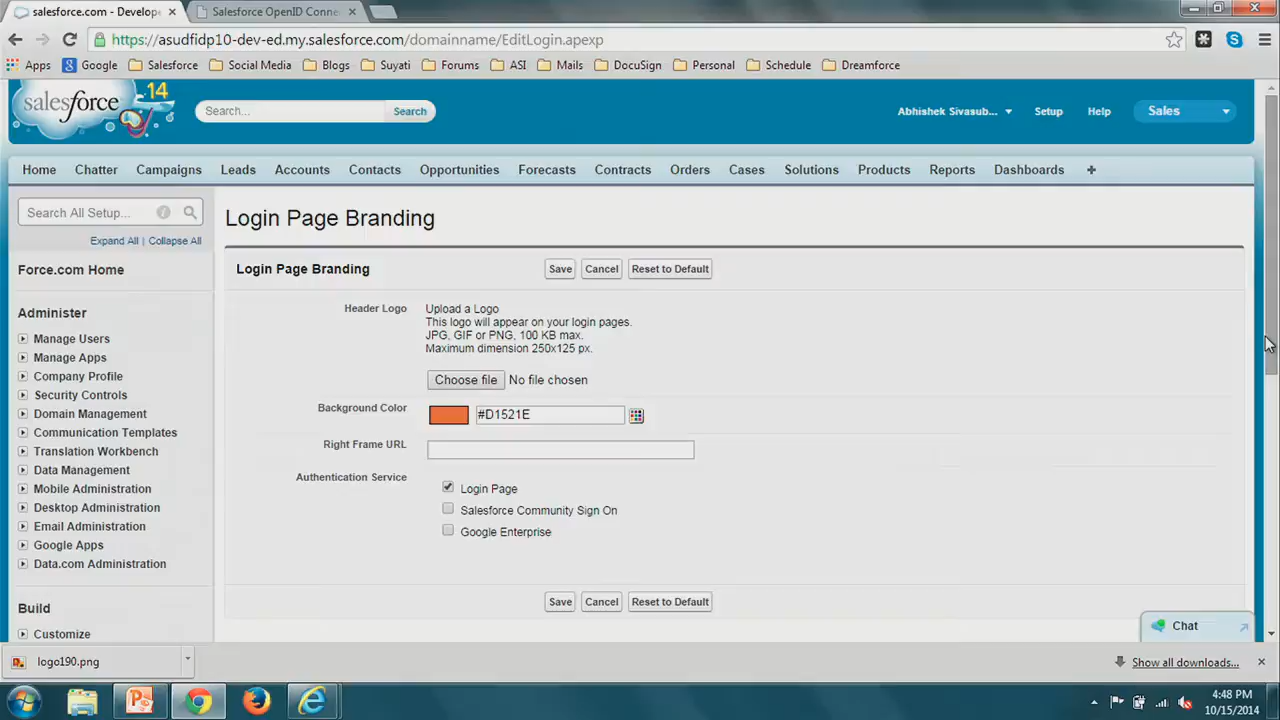 salesforce.com - Develope
Salesforce OpenID Conne
https://asudfidp10-dev-ed.my.salesforce.com/domainname/EditLogin.apexp
Apps Google Salesforce Social Media Blogs Suyati Forums ASI Mails DocuSign Personal Schedule Dreamforce
salesforce '14
Search... Search
Abhishek Sivasub... Setup Help Sales
Home Chatter Campaigns Leads Accounts Contacts Opportunities Forecasts Contracts Orders Cases Solutions Products Reports Dashboards +
Search All Setup...
Expand All | Collapse All
Force.com Home
Administer
Manage Users
Manage Apps
Company Profile
Security Controls
Domain Management
Communication Templates
Translation Workbench
Data Management
Mobile Administration
Desktop Administration
Email Administration
Google Apps
Data.com Administration
Build
Customize
Login Page Branding
Login Page Branding Save Cancel Reset to Default
Header Logo Upload a Logo
This logo will appear on your login pages.
JPG, GIF or PNG, 100 KB max.
Maximum dimension 250x125 px.
Choose file No file chosen
Background Color #D1521E
Right Frame URL
Authentication Service
Login Page
Salesforce Community Sign On
Google Enterprise
Save Cancel Reset to Default
Chat
logo190.png
Show all downloads...
4:48 PM
10/15/2014